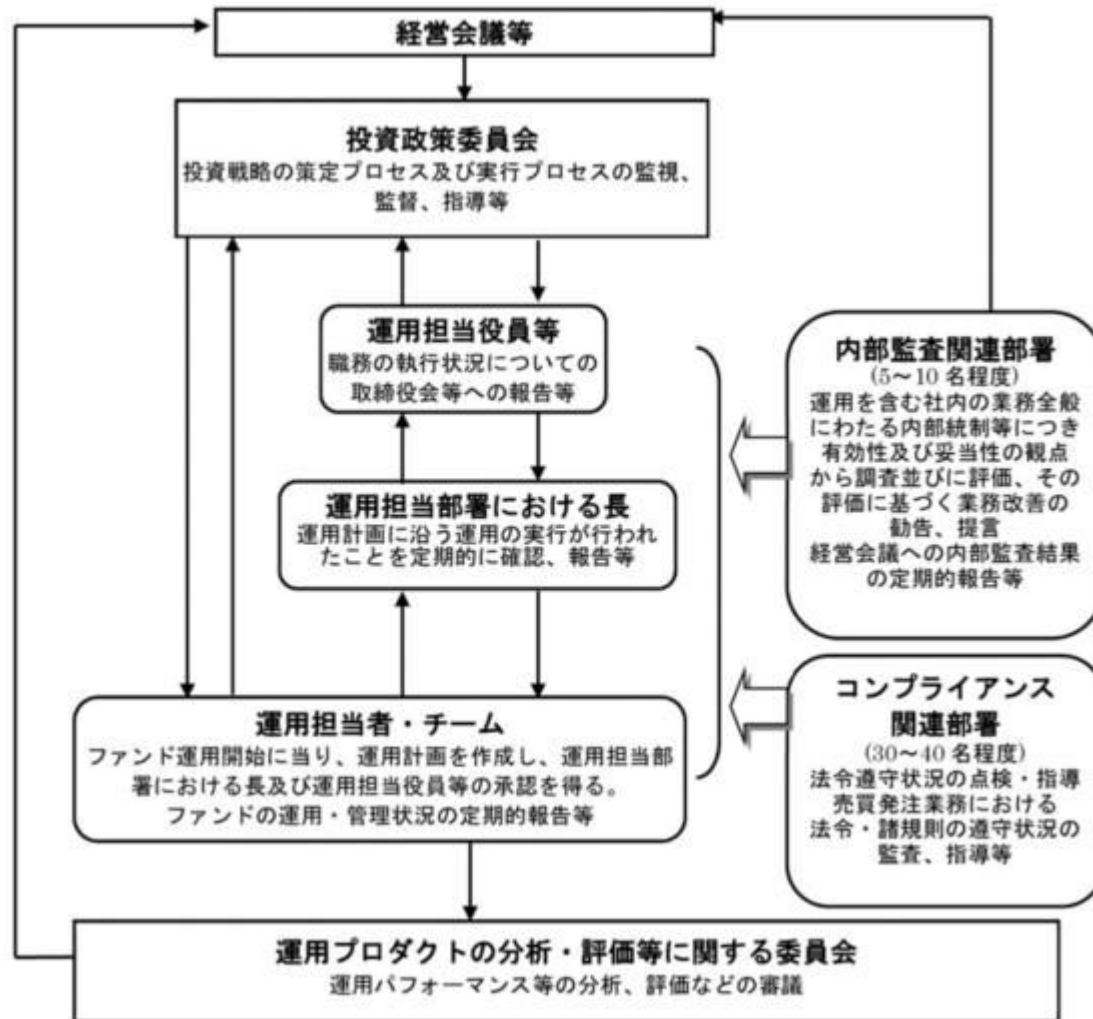 経営会議等
投資政策委員会
投資戦略の策定プロセス及び実行プロセスの監視、
監督、指導等
運用担当役員等
職務の執行状況についての
取締役会等への報告等
運用担当部署における長
運用計画に沿う運用の実行が行われ
たことを定期的に確認、報告等
運用担当者・チーム
ファンド運用開始に当り、運用計画を作成し、運用担当部
署における長及び運用担当役員等の承認を得る。
ファンドの運用・管理状況の定期的報告等
内部監査関連部署
(5～10 名程度)
運用を含む社内の業務全般
にわたる内部統制等につき
有効性及び妥当性の観点
から調査並びに評価、その
評価に基づく業務改善の
勧告、提言
経営会議への内部監査結果
の定期的報告等
コンプライアンス
関連部署
(30～40 名程度)
法令遵守状況の点検・指導
売買発注業務における
法令・諸規則の遵守状況の
監査、指導等
運用プロダクトの分析・評価等に関する委員会
運用パフォーマンス等の分析、評価などの審議